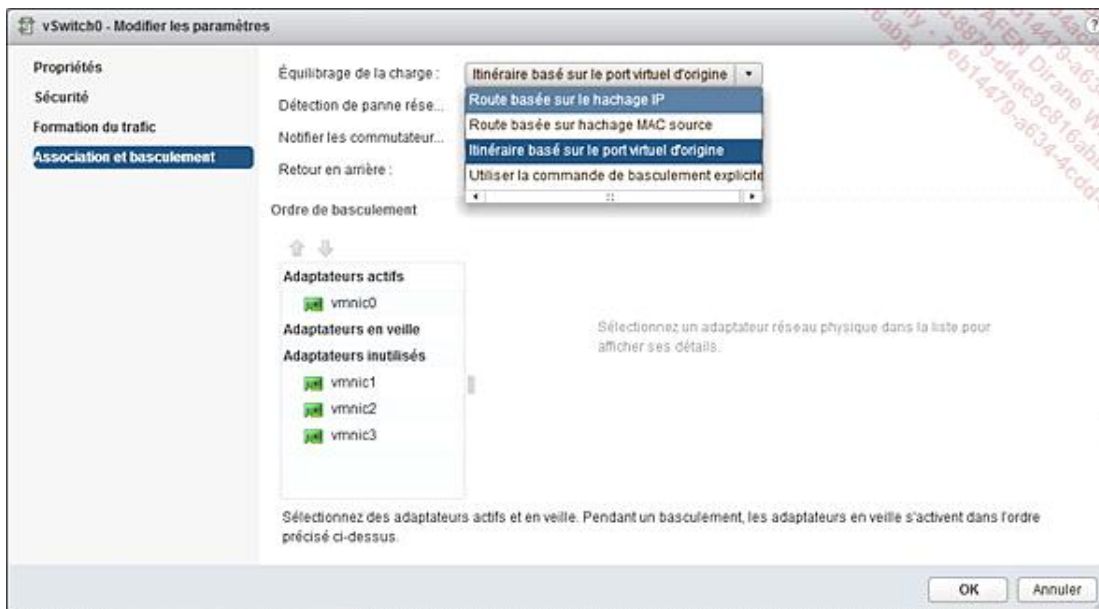 vSwitch0 - Modifier les paramètres
?
Propriétés
Sécurité
Formation du trafic
Association et basculement
Équilibrage de la charge :
Itinéraire basé sur le port virtuel d'origine
Route basée sur le hachage IP
Route basée sur hachage MAC source
Itinéraire basé sur le port virtuel d'origine
Utiliser la commande de basculement explicite
Détection de panne rése...
Notifier les commutateur...
Retour en arrière :
Ordre de basculement
Adaptateurs actifs
vmnic0
Adaptateurs en veille
Adaptateurs inutilisés
vmnic1
vmnic2
vmnic3
Sélectionnez un adaptateur réseau physique dans la liste pour
afficher ses détails.
Sélectionnez des adaptateurs actifs et en veille. Pendant un basculement, les adaptateurs en veille s'activent dans l'ordre
précisé ci-dessus.
OK
Annuler